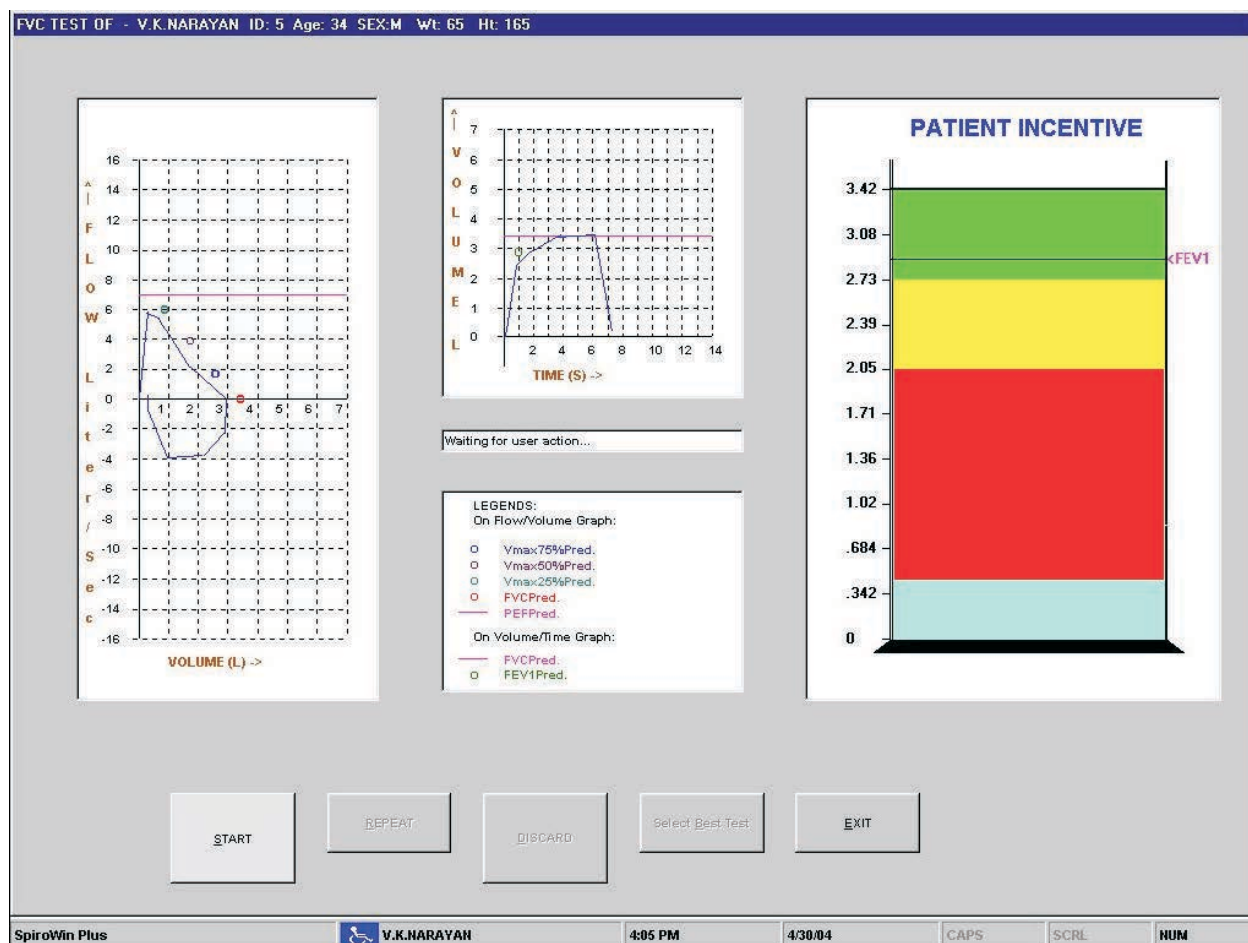 FVC TEST OF - V.K.NARAYAN ID: 5 Age: 34 SEX:M Wt: 65 Ht: 165
^| FLOW Liter/Sec
16
14
12
10
8
6
4
2
0
-2
-4
-6
-8
-10
-12
-14
-16
1 2 3 4 5 6 7
VOLUME (L) ->
^| VOLUME L
7
6
5
4
3
2
1
0
2 4 6 8 10 12 14
TIME (S) ->
Waiting for user action...
LEGENDS:
On Flow/Volume Graph:
Vmax75%Pred.
Vmax50%Pred.
Vmax25%Pred.
FVCPred.
PEFPred.
On Volume/Time Graph:
FVCPred.
FEV1Pred.
PATIENT INCENTIVE
3.42
3.08
<FEV1
2.73
2.39
2.05
1.71
1.36
1.02
.684
.342
0
START
REPEAT
DISCARD
Select Best Test
EXIT
SpiroWin Plus V.K.NARAYAN 4:05 PM 4/30/04 CAPS SCRL NUM